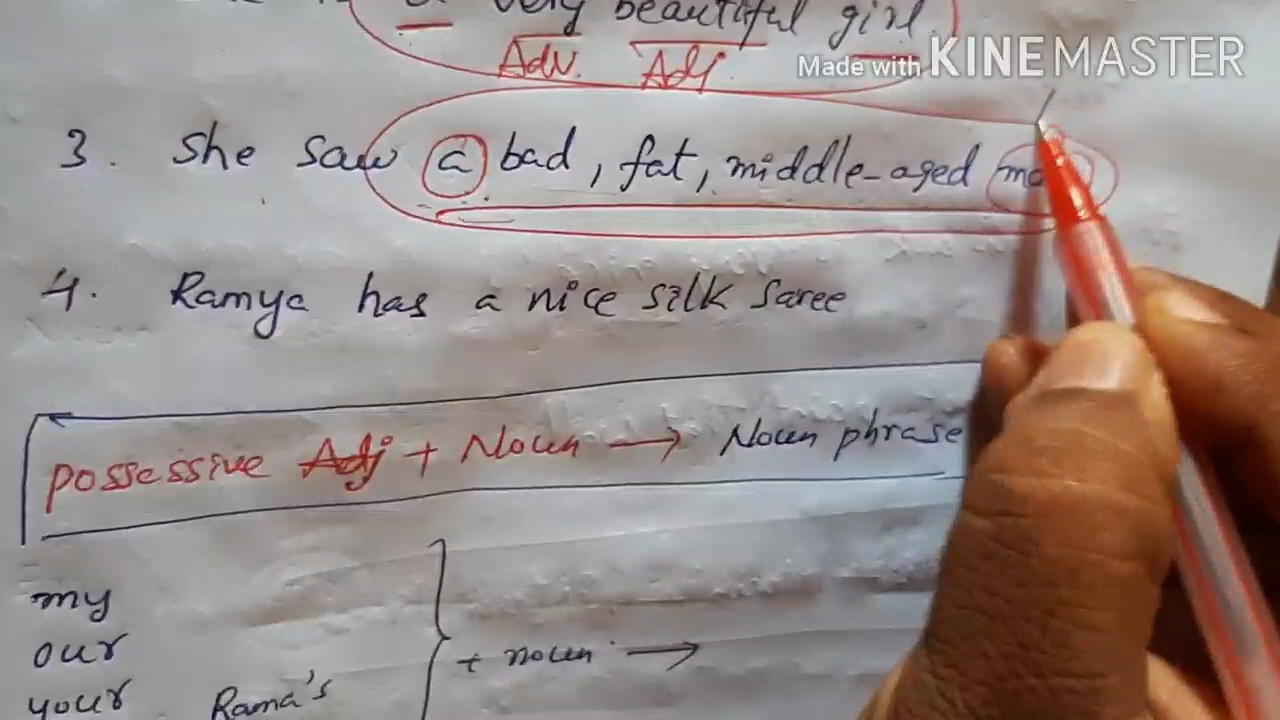 very beautiful girl.
Adv. Adj.
Made with KINEMASTER
3. She saw a bad, fat, middle-aged
4. Ramya has a nice silk saree
possessive Adj + Noun → Noun phrase
my
our
+ noun →
your Rama's